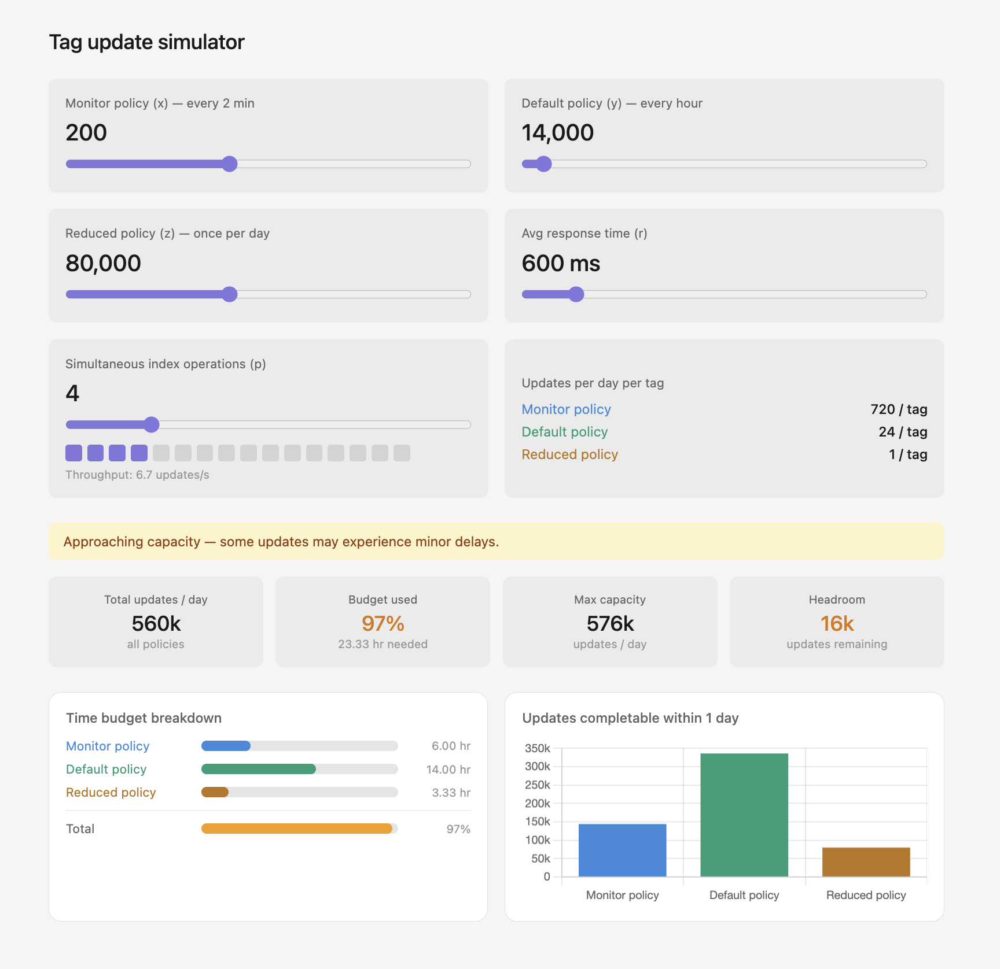 Tag update simulator
Monitor policy (x) — every 2 min
200
Default policy (y) — every hour
14,000
Reduced policy (z) — once per day
80,000
Avg response time (r)
600 ms
Simultaneous index operations (p)
4
Throughput: 6.7 updates/s
Updates per day per tag
Monitor policy 720 / tag
Default policy 24 / tag
Reduced policy 1 / tag
Approaching capacity — some updates may experience minor delays.
Total updates / day
560k
all policies
Budget used
97%
23.33 hr needed
Max capacity
576k
updates / day
Headroom
16k
updates remaining
Time budget breakdown
Monitor policy 6.00 hr
Default policy 14.00 hr
Reduced policy 3.33 hr
Total 97%
Updates completable within 1 day
350k
300k
250k
200k
150k
100k
50k
0
Monitor policy Default policy Reduced policy